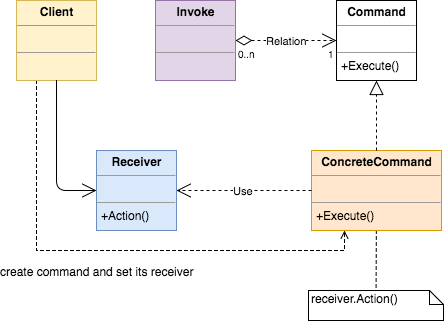 Client
Invoke
Command
Relation
0..n
1
+Execute()
Receiver
ConcreteCommand
Use
+Action()
+Execute()
create command and set its receiver
receiver.Action()